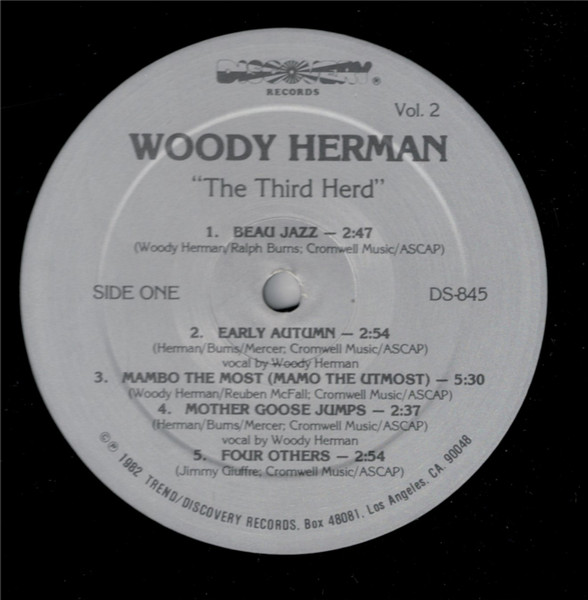 DISCOVERY®
RECORDS
Vol. 2
WOODY HERMAN
"The Third Herd"
1. BEAU JAZZ — 2:47
(Woody Herman/Ralph Burns; Cromwell Music/ASCAP)
SIDE ONE
DS-845
2. EARLY AUTUMN — 2:54
(Herman/Burns/Mercer; Cromwell Music/ASCAP)
vocal by Woody Herman
3. MAMBO THE MOST (MAMO THE UTMOST) — 5:30
(Woody Herman/Reuben McFall; Cromwell Music/ASCAP)
4. MOTHER GOOSE JUMPS — 2:37
(Herman/Burns/Mercer; Cromwell Music/ASCAP)
vocal by Woody Herman
5. FOUR OTHERS — 2:54
(Jimmy Giuffre; Cromwell Music/ASCAP)
©℗ 1982 TREND/DISCOVERY RECORDS, Box 48081, Los Angeles, CA. 90048